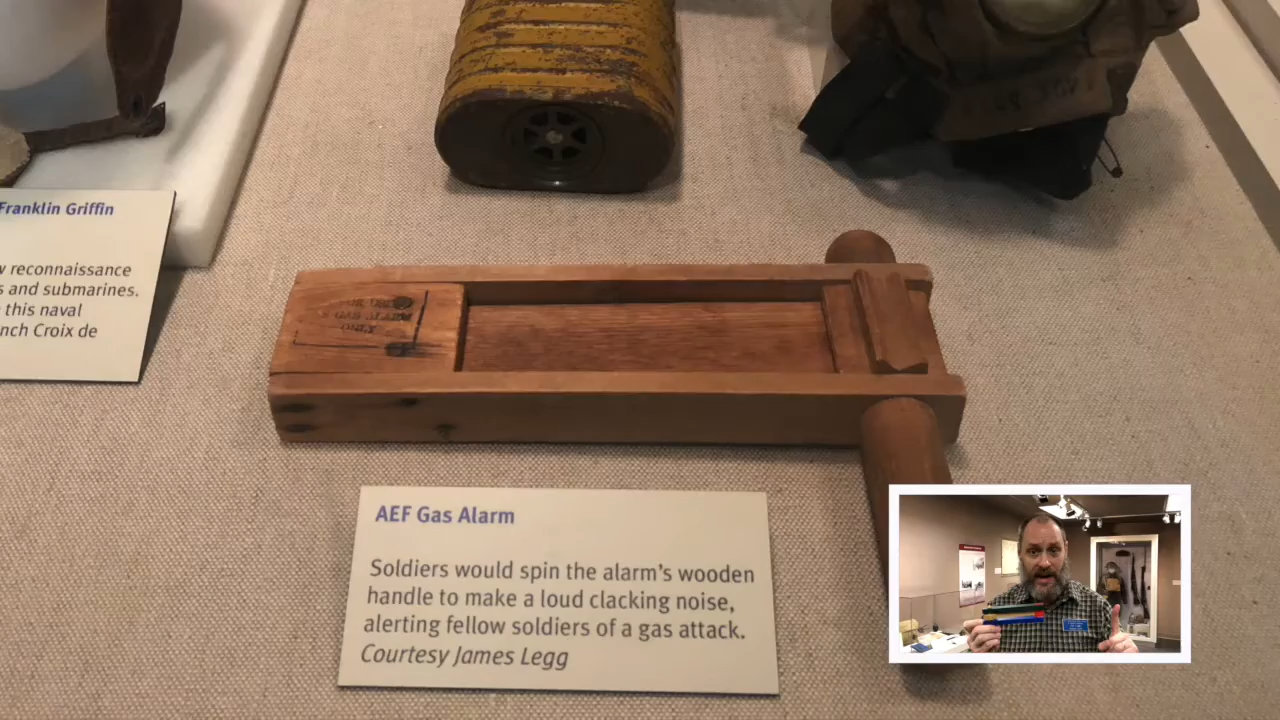 Franklin Griffin
reconnaissance
s and submarines.
this naval
nch Croix de
AEF Gas Alarm
Soldiers would spin the alarm's wooden
handle to make a loud clacking noise,
alerting fellow soldiers of a gas attack.
Courtesy James Legg